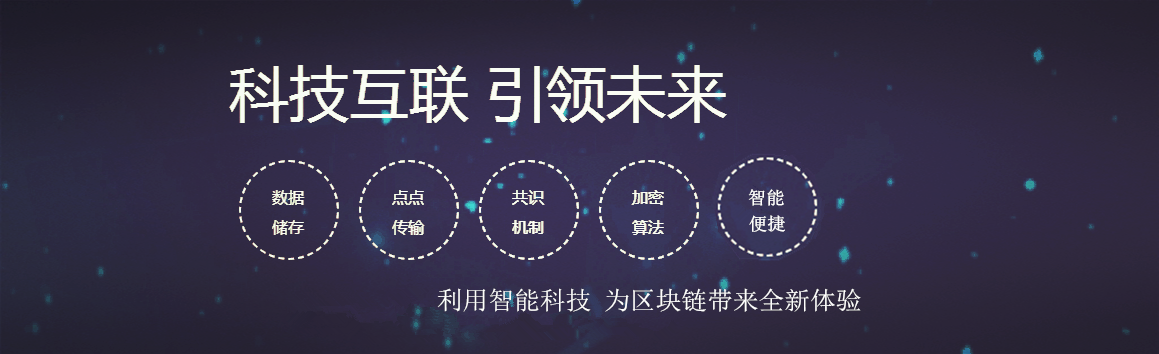 科技互联 引领未来
数据
储存
点点
传输
共识
机制
加密
算法
智能
便捷
利用智能科技 为区块链带来全新体验